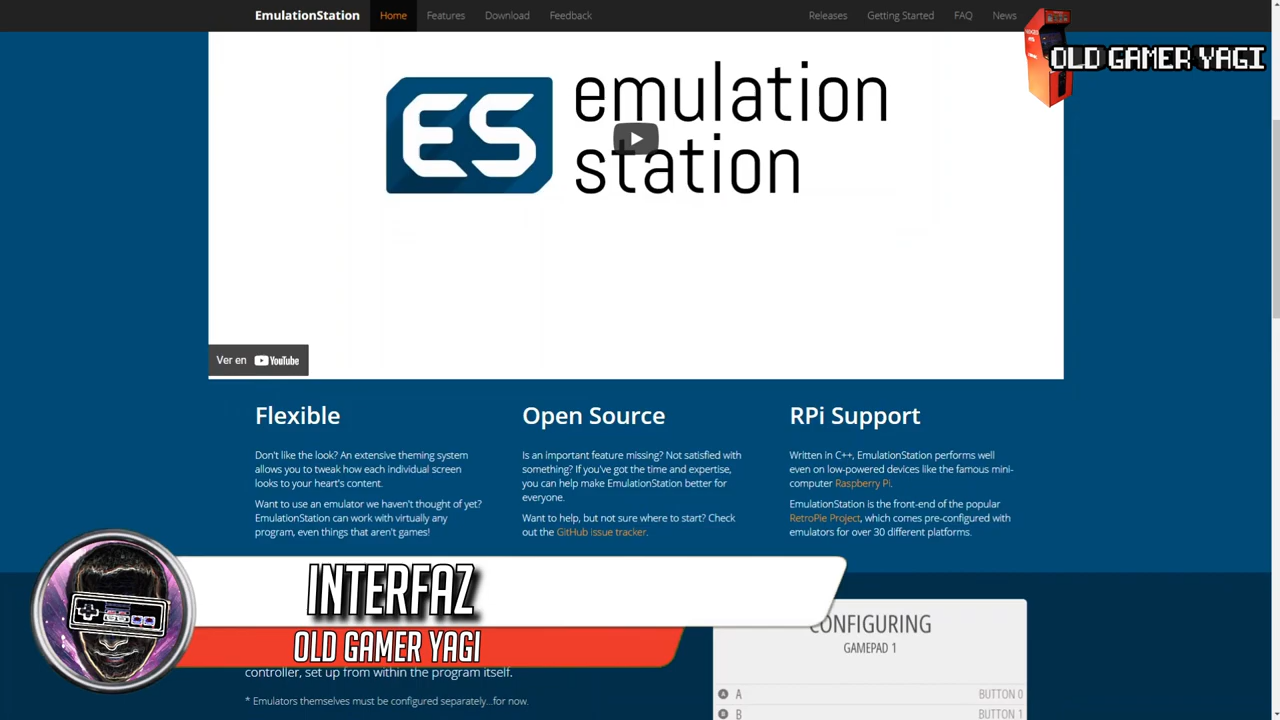 EmulationStation Home Features Download Feedback Releases Getting Started FAQ News
OLD GAMER YAGI
ES
emulation
station
Ver en YouTube
Flexible
Don't like the look? An extensive theming system
allows you to tweak how each individual screen
looks to your heart's content.
Want to use an emulator we haven't thought of yet?
EmulationStation can work with virtually any
program, even things that aren't games!
Open Source
Is an important feature missing? Not satisfied with
something? If you've got the time and expertise,
you can help make EmulationStation better for
everyone.
Want to help, but not sure where to start? Check
out the GitHub issue tracker.
RPi Support
Written in C++, EmulationStation performs well
even on low-powered devices like the famous mini-
computer Raspberry Pi.
EmulationStation is the front-end of the popular
RetroPie Project, which comes pre-configured with
emulators for over 30 different platforms.
INTERFAZ
OLD GAMER YAGI
controller, set up from within the program itself.
* Emulators themselves must be configured separately...for now.
CONFIGURING
GAMEPAD 1
A A BUTTON 0
B B BUTTON 1